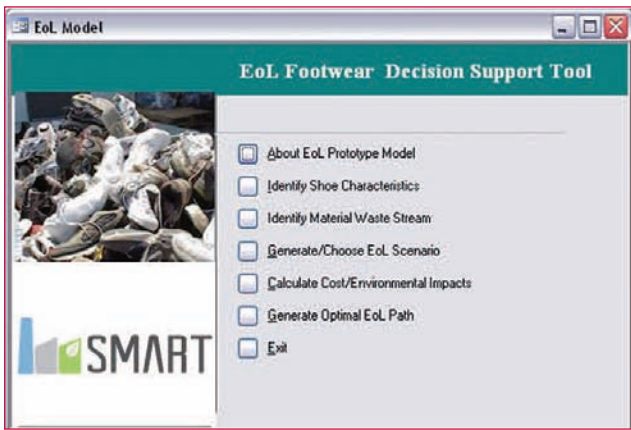 EoL Model
EoL Footwear Decision Support Tool
About EoL Prototype Model
Identify Shoe Characteristics
Identify Material Waste Stream
Generate/Choose EoL Scenario
Calculate Cost/Environmental Impacts
Generate Optimal EoL Path
Exit
SMART